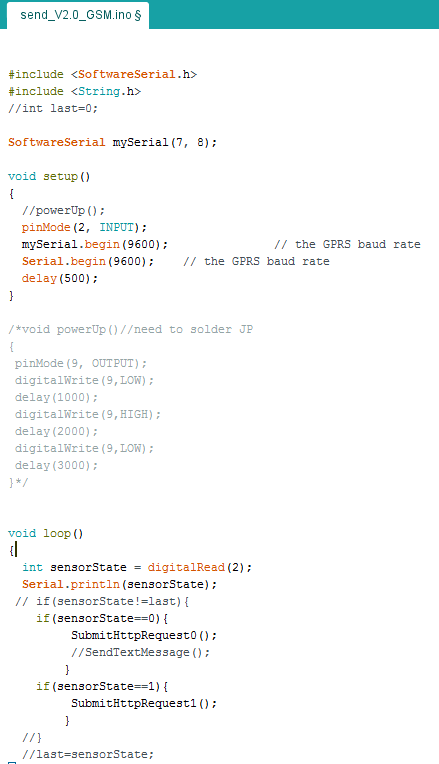 send_V2.0_GSM.ino §
#include <SoftwareSerial.h>
#include <String.h>
//int last=0;
SoftwareSerial mySerial(7, 8);
void setup()
{
//powerUp();
pinMode(2, INPUT);
mySerial.begin(9600); // the GPRS baud rate
Serial.begin(9600); // the GPRS baud rate
delay(500);
}
/*void powerUp()//need to solder JP
{
pinMode(9, OUTPUT);
digitalWrite(9,LOW);
delay(1000);
digitalWrite(9,HIGH);
delay(2000);
digitalWrite(9,LOW);
delay(3000);
}*/
void loop()
{
int sensorState = digitalRead(2);
Serial.println(sensorState);
// if(sensorState!=last){
if(sensorState==0){
SubmitHttpRequest0();
//SendTextMessage();
}
if(sensorState==1){
SubmitHttpRequest1();
}
//}
//last=sensorState;